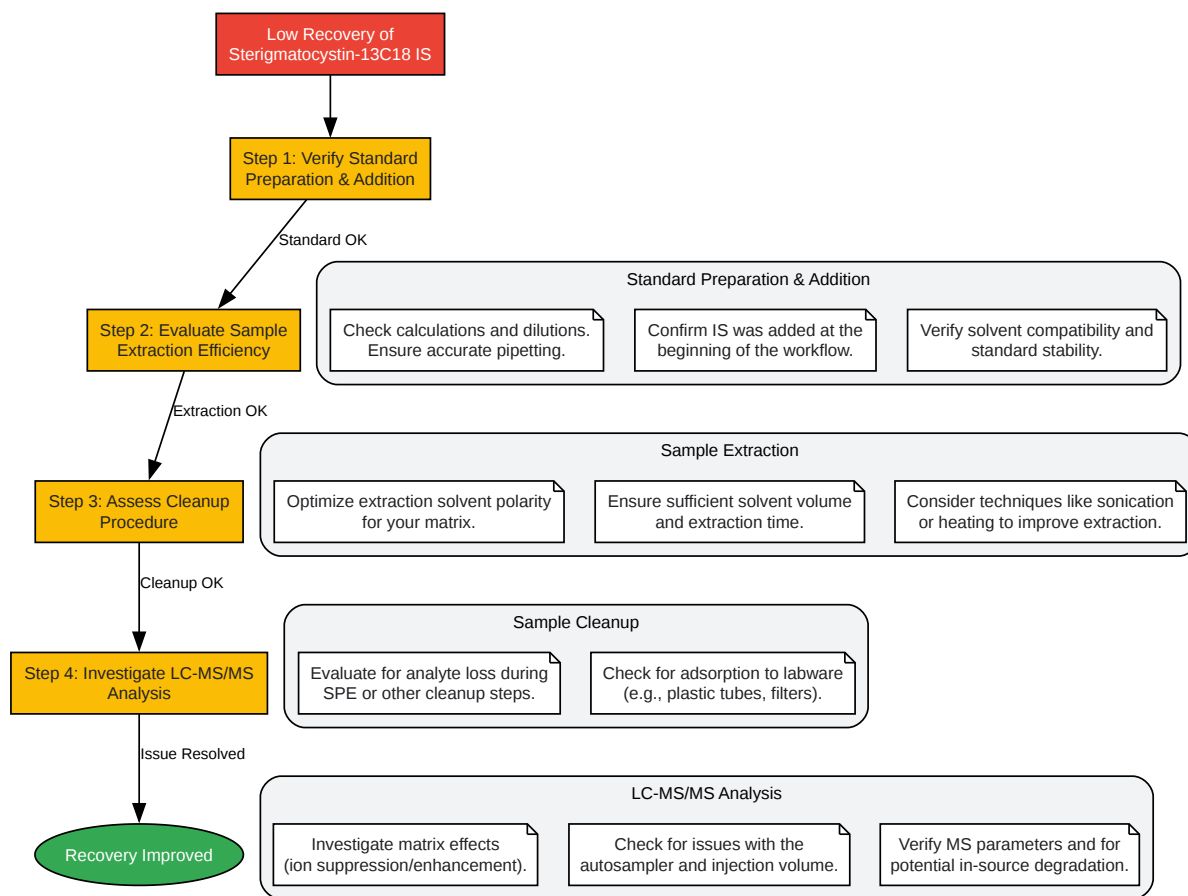 Low Recovery of
Sterigmatocystin-13C18 IS
Step 1: Verify Standard
Preparation & Addition
Standard OK
Standard Preparation & Addition
Step 2: Evaluate Sample
Extraction Efficiency
Check calculations and dilutions.
Ensure accurate pipetting.
Confirm IS was added at the
beginning of the workflow.
Verify solvent compatibility and
standard stability.
Extraction OK
Sample Extraction
Step 3: Assess Cleanup
Procedure
Optimize extraction solvent polarity
for your matrix.
Ensure sufficient solvent volume
and extraction time.
Consider techniques like sonication
or heating to improve extraction.
Cleanup OK
Sample Cleanup
Step 4: Investigate LC-MS/MS
Analysis
Evaluate for analyte loss during
SPE or other cleanup steps.
Check for adsorption to labware
(e.g., plastic tubes, filters).
Issue Resolved
LC-MS/MS Analysis
Recovery Improved
Investigate matrix effects
(ion suppression/enhancement).
Check for issues with the
autosampler and injection volume.
Verify MS parameters and for
potential in-source degradation.